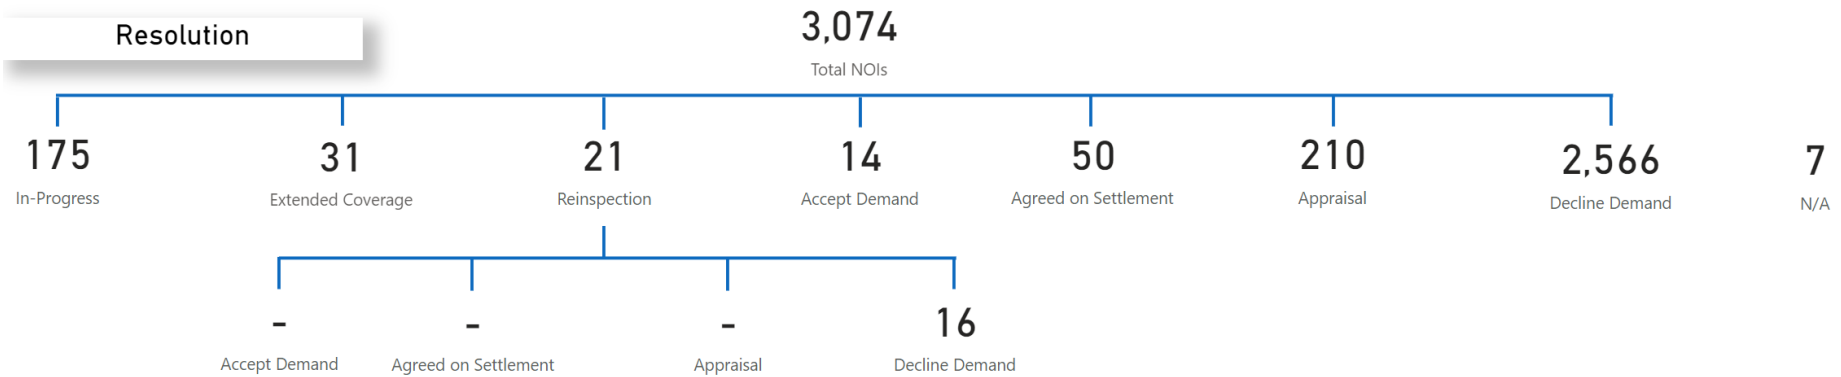 Resolution
3,074
Total NOIs
175 31 21 14 50 210 2,566 7
In-Progress Extended Coverage Reinspection Accept Demand Agreed on Settlement Appraisal Decline Demand N/A
- - - 16
Accept Demand Agreed on Settlement Appraisal Decline Demand